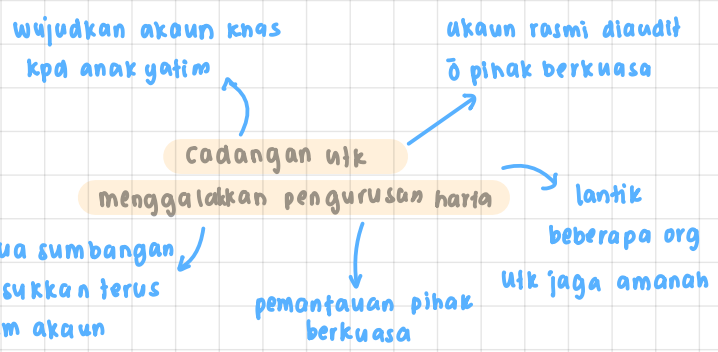 wujudkan akaun khas
kpd anak yatim
akaun rasmi diaudit
ō pihak berkuasa
cadangan utk
menggalakkan pengurusan harta
lantik
beberapa org
utk jaga amanah
sumbangan
terus
akaun
pemantauan pihak
berkuasa